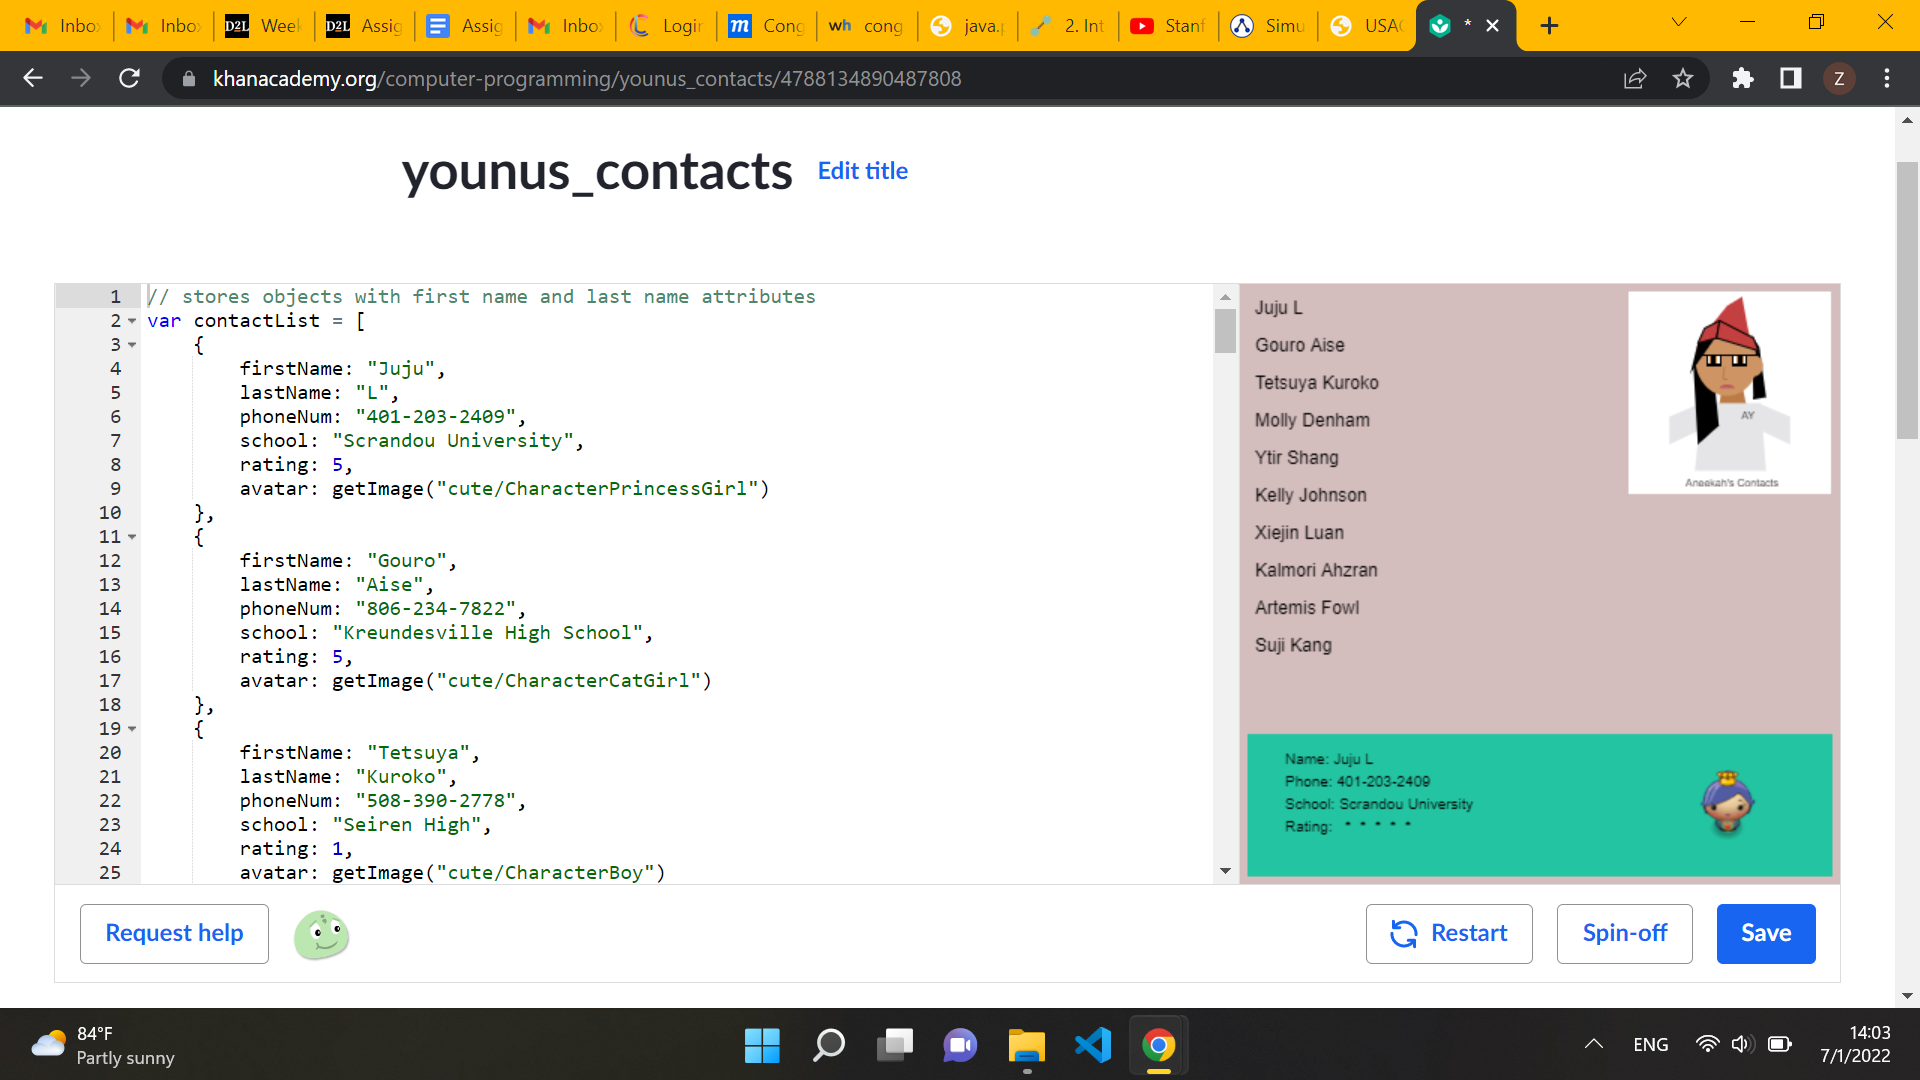 Inbo
Inbo
D2L Week
D2L Assig
Assig
Inbo
Login
m Cong
wh cong
java.p
2. Int
Stanf
Simu
USAC
*
khanacademy.org/computer-programming/younus_contacts/4788134890487808
Z
younus_contacts
Edit title
1 // stores objects with first name and last name attributes
2 var contactList = [
3 {
4 firstName: "Juju",
5 lastName: "L",
6 phoneNum: "401-203-2409",
7 school: "Scrandou University",
8 rating: 5,
9 avatar: getImage("cute/CharacterPrincessGirl")
10 },
11 {
12 firstName: "Gouro",
13 lastName: "Aise",
14 phoneNum: "806-234-7822",
15 school: "Kreundesville High School",
16 rating: 5,
17 avatar: getImage("cute/CharacterCatGirl")
18 },
19 {
20 firstName: "Tetsuya",
21 lastName: "Kuroko",
22 phoneNum: "508-390-2778",
23 school: "Seiren High",
24 rating: 1,
25 avatar: getImage("cute/CharacterBoy")
Juju L
Gouro Aise
Tetsuya Kuroko
Molly Denham
Ytir Shang
Kelly Johnson
Xiejin Luan
Kalmori Ahzran
Artemis Fowl
Suji Kang
AY
Aneekah's Contacts
Name: Juju L
Phone: 401-203-2409
School: Scrandou University
Rating: * * * * *
Request help
Restart
Spin-off
Save
84°F
Partly sunny
ENG
14:03
7/1/2022